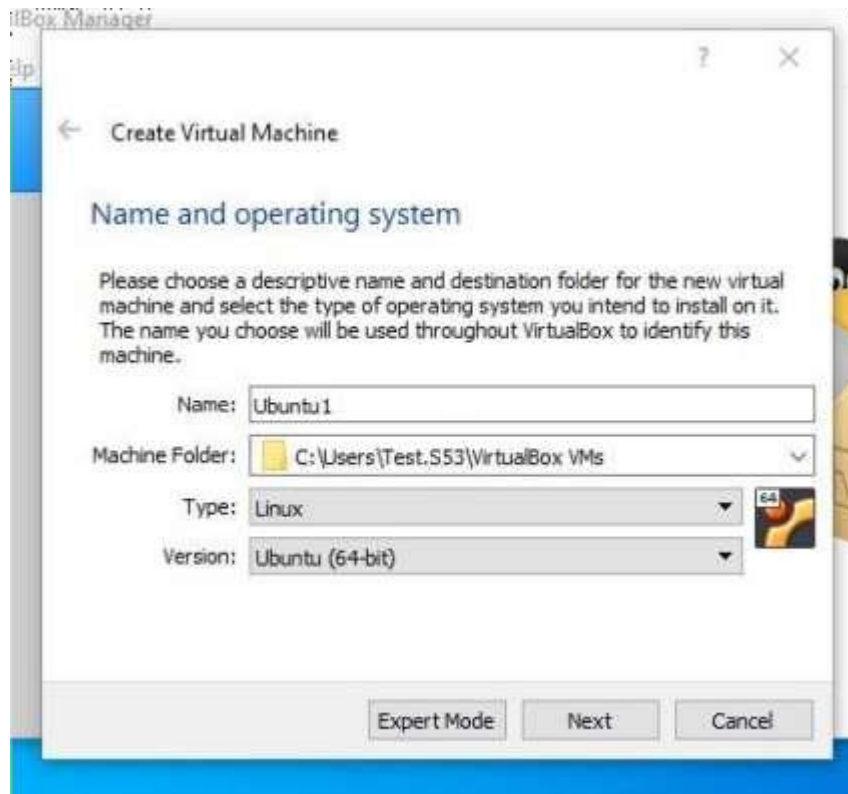 Box Manager
?
Create Virtual Machine
Name and operating system
Please choose a descriptive name and destination folder for the new virtual
machine and select the type of operating system you intend to install on it.
The name you choose will be used throughout VirtualBox to identify this
machine.
Name: Ubuntu1
Machine Folder: C:\Users\Test.S53\VirtualBox VMs
Type: Linux
64
Version: Ubuntu (64-bit)
Expert Mode Next Cancel